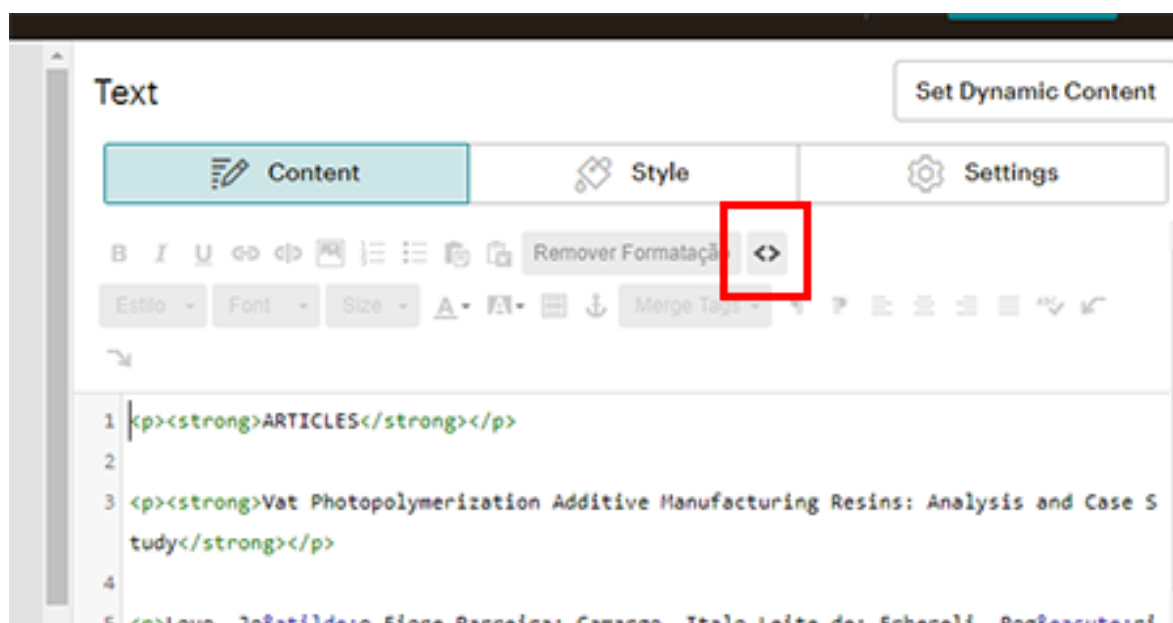 Text
Set Dynamic Content
Content Style Settings
B I U Remover Formatação <>
Estilo Font Size A A Merge Tags
1 <p><strong>ARTICLES</strong></p>
2
3 <p><strong>Vat Photopolymerization Additive Manufacturing Resins: Analysis and Case S
tudy</strong></p>
4